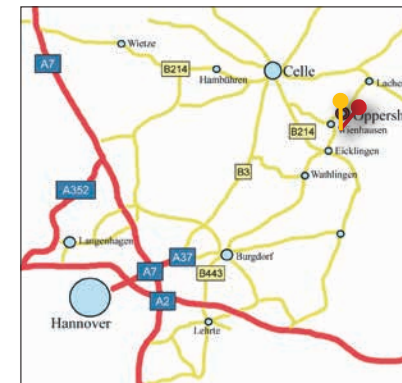 A7
Wietze
B214
Hambühren
Celle
Lache
Oppersh
Wienhausen
B214
Eicklingen
Wathlingen
B3
A352
Langenhagen
A7
A37
Burgdorf
B443
A2
Hannover
Lehrte